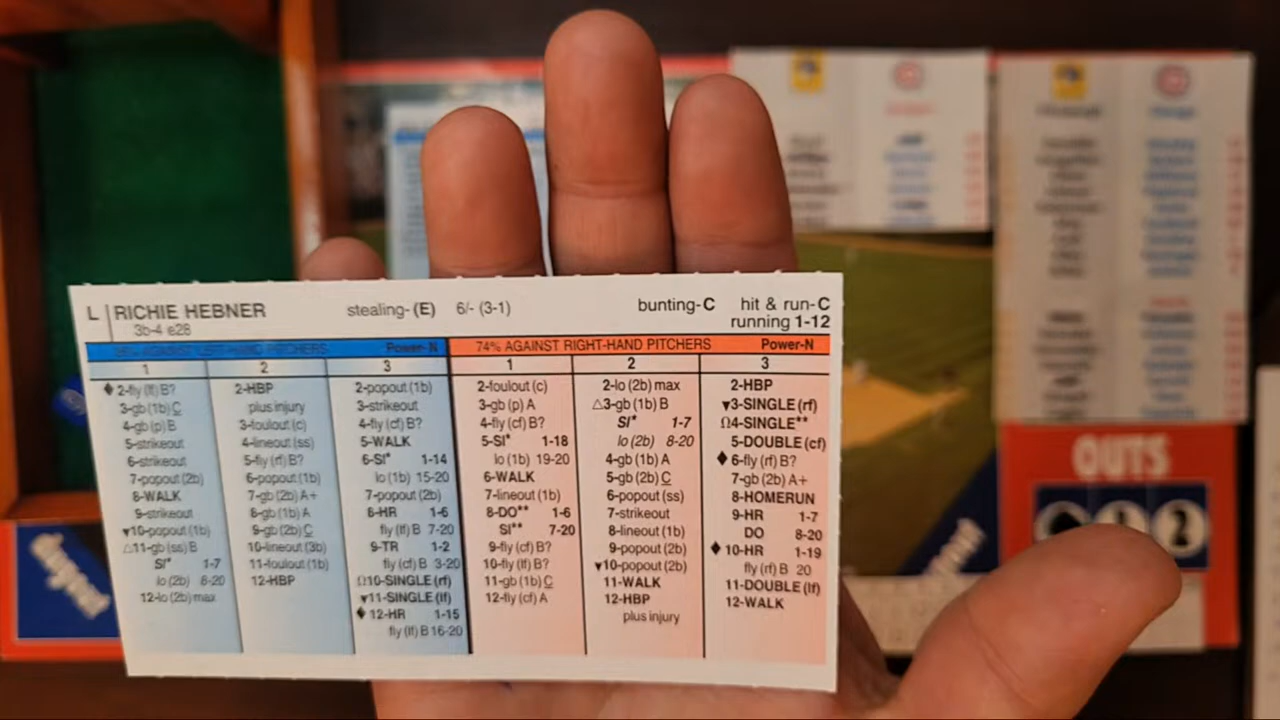 L RICHIE HEBNER stealing-(E) 6/- (3-1) bunting-C hit & run-C
3b-4 e28 running 1-12
26% AGAINST LEFT-HAND PITCHERS Power-N
1 2 3
♦2-fly (lf) B?
3-gb (1b) C
4-gb (p) B
5-strikeout
6-strikeout
7-popout (2b)
8-WALK
9-strikeout
▼10-popout (1b)
△11-gb (ss) B
SI* 1-7
lo (2b) 8-20
12-lo (2b) max
2-HBP
plus injury
3-foulout (c)
4-lineout (ss)
5-fly (rf) B?
6-popout (1b)
7-gb (2b) A+
8-gb (1b) A
9-gb (2b) C
10-lineout (3b)
11-foulout (1b)
12-HBP
2-popout (1b)
3-strikeout
4-fly (cf) B?
5-WALK
6-SI* 1-14
lo (1b) 15-20
7-popout (2b)
8-HR 1-6
fly (lf) B 7-20
9-TR 1-2
fly (cf) B 3-20
Ω10-SINGLE (rf)
▼11-SINGLE (lf)
♦12-HR 1-15
fly (lf) B 16-20
74% AGAINST RIGHT-HAND PITCHERS Power-N
1 2 3
2-foulout (c)
3-gb (p) A
4-fly (cf) B?
5-SI* 1-18
lo (1b) 19-20
6-WALK
7-lineout (1b)
8-DO** 1-6
SI** 7-20
9-fly (cf) B?
10-fly (lf) B?
11-gb (1b) C
12-fly (cf) A
2-lo (2b) max
△3-gb (1b) B
SI* 1-7
lo (2b) 8-20
4-gb (1b) A
5-gb (2b) C
6-popout (ss)
7-strikeout
8-lineout (1b)
9-popout (2b)
▼10-popout (2b)
11-WALK
12-HBP
plus injury
2-HBP
▼3-SINGLE (rf)
Ω4-SINGLE**
5-DOUBLE (cf)
♦6-fly (rf) B?
7-gb (2b) A+
8-HOMERUN
9-HR 1-7
DO 8-20
♦10-HR 1-19
fly (rf) B 20
11-DOUBLE (lf)
12-WALK
OUTS
2